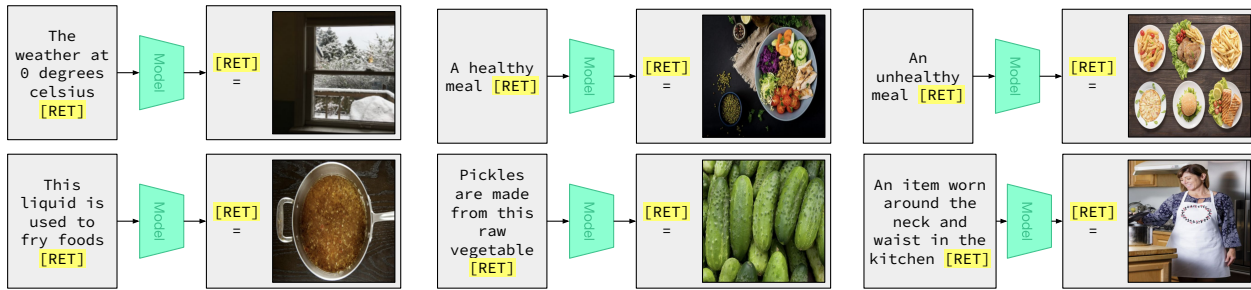 The
weather at
0 degrees
celsius
[RET]
Model
[RET]
=
A healthy
meal [RET]
Model
[RET]
=
An
unhealthy
meal [RET]
Model
[RET]
=
This
liquid is
used to
fry foods
[RET]
Model
[RET]
=
Pickles
are made
from this
raw
vegetable
[RET]
Model
[RET]
=
An item worn
around the
neck and
waist in the
kitchen [RET]
Model
[RET]
=